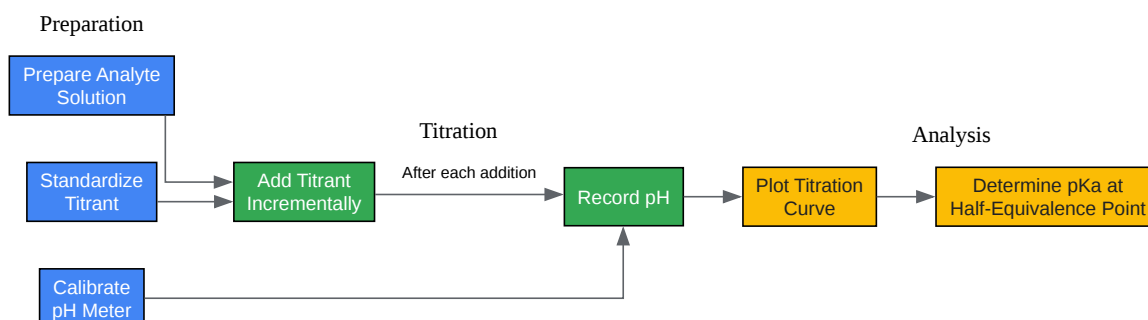 Preparation
Prepare Analyte
Solution
Titration
Analysis
Standardize
Titrant
Add Titrant
Incrementally
After each addition
Record pH
Plot Titration
Curve
Determine pKa at
Half-Equivalence Point
Calibrate
pH Meter